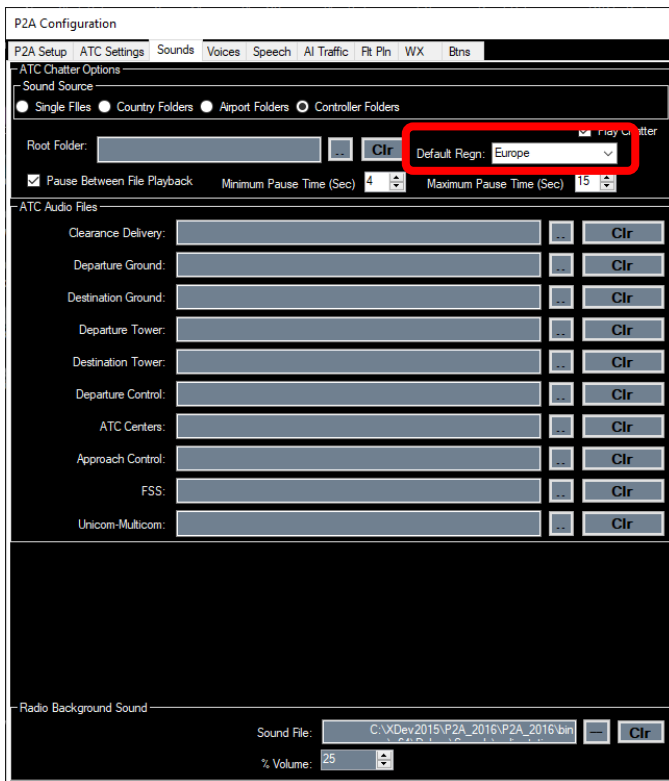 P2A Configuration
P2A Setup ATC Settings Sounds Voices Speech AI Traffic Flt Pln WX Btns
ATC Chatter Options
Sound Source
Single FIles Country Folders Airport Folders Controller Folders
Play Chatter
Root Folder: .. Clr Default Regn: Europe
Pause Between File Playback Minimum Pause Time (Sec) 4 Maximum Pause Time (Sec) 15
ATC Audio Files
Clearance Delivery: .. Clr
Departure Ground: .. Clr
Destination Ground: .. Clr
Departure Tower: .. Clr
Destination Tower: .. Clr
Departure Control: .. Clr
ATC Centers: .. Clr
Approach Control: .. Clr
FSS: .. Clr
Unicom-Multicom: .. Clr
Radio Background Sound
Sound File: C:\XDev2015\P2A_2016\P2A_2016\bin — Clr
% Volume: 25